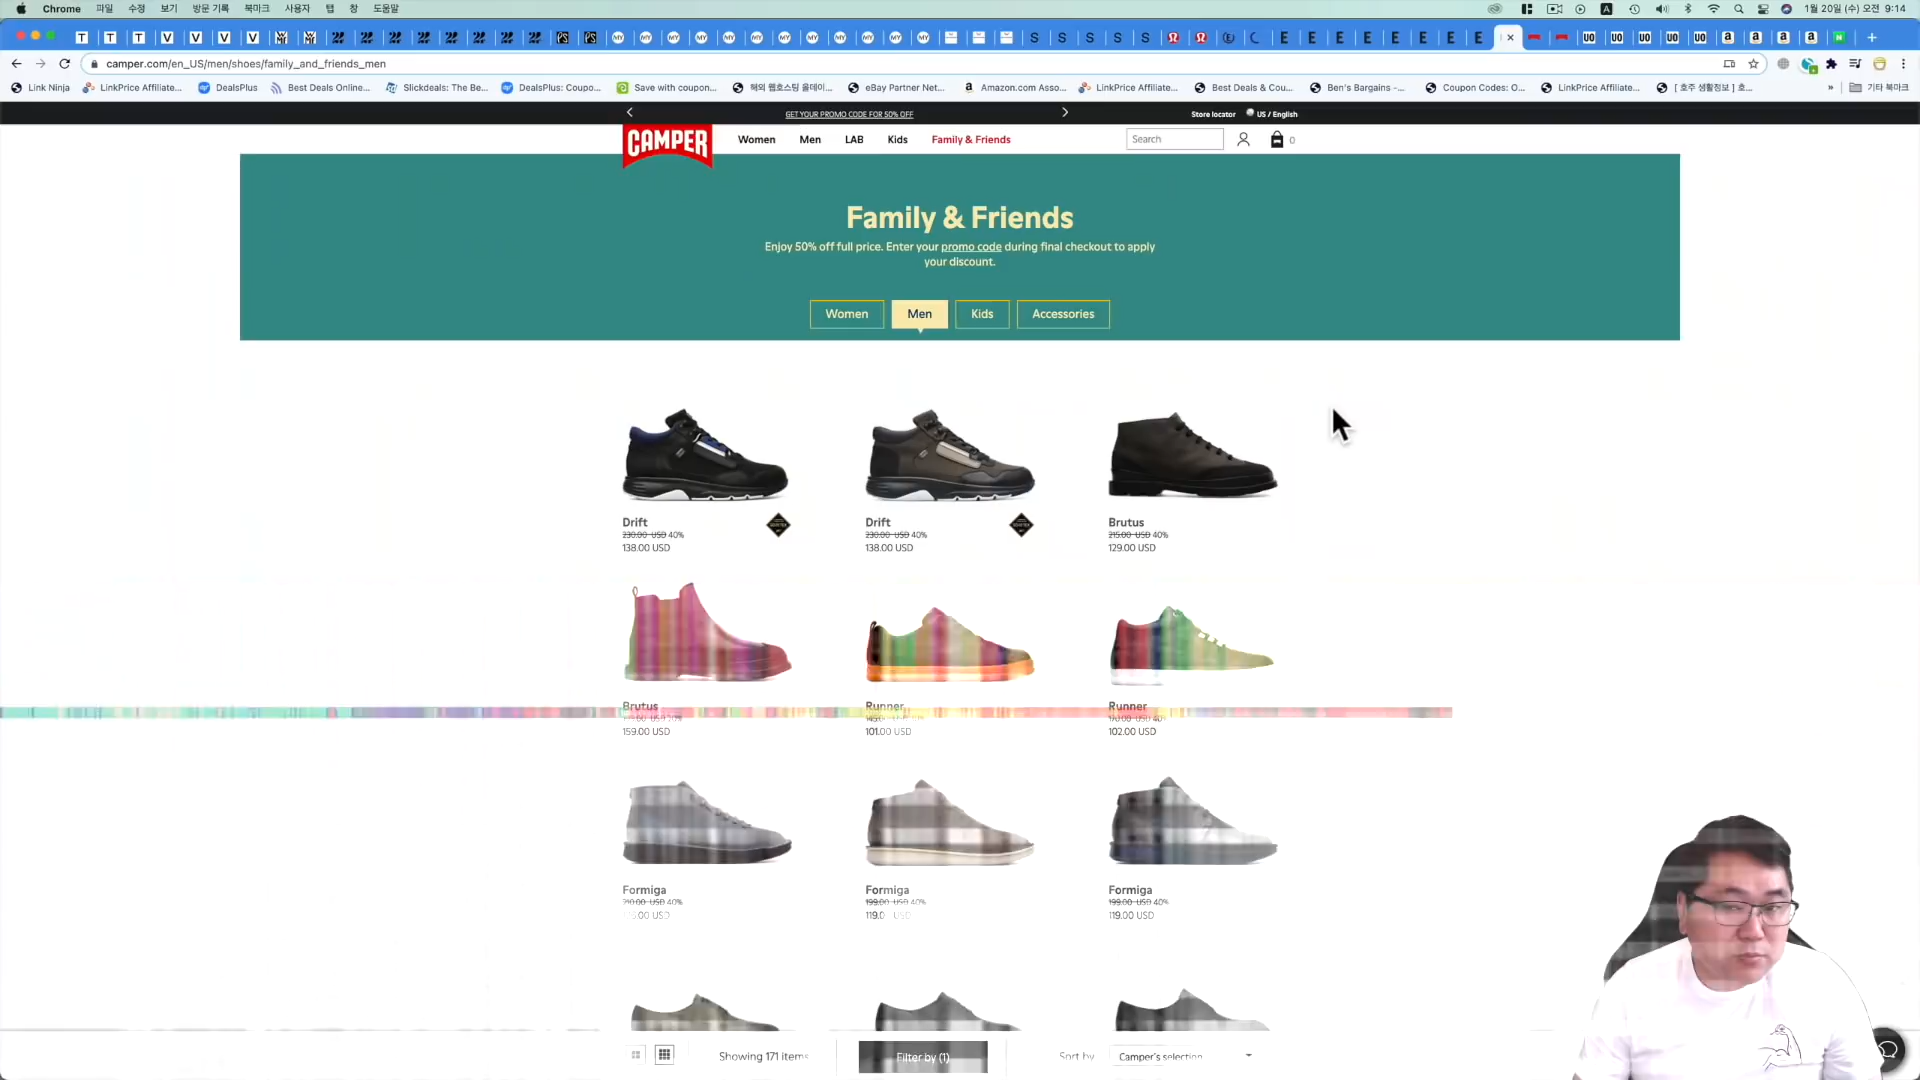 Chrome 파일 수정 보기 방문 기록 북마크 사용자 탭 창 도움말 1월 20일 (수) 오전 9:14
camper.com/en_US/men/shoes/family_and_friends_men
Link Ninja LinkPrice Affiliate... DealsPlus Best Deals Online... Slickdeals: The Be... DealsPlus: Coupo... Save with coupon... 해외 웹호스팅 올데이... eBay Partner Net... Amazon.com Asso... LinkPrice Affiliate... Best Deals & Cou... Ben's Bargains -... Coupon Codes: O... LinkPrice Affiliate... [ 호주 생활정보 ] 호... » 기타 북마크
GET YOUR PROMO CODE FOR 50% OFF Store locator US / English
CAMPER Women Men LAB Kids Family & Friends Search 0
Family & Friends
Enjoy 50% off full price. Enter your promo code during final checkout to apply
your discount.
Women Men Kids Accessories
Drift Drift Brutus
230.00 USD 40% 230.00 USD 40% 215.00 USD 40%
138.00 USD 138.00 USD 129.00 USD
Brutus Runner Runner
159.00 USD 101.00 USD 102.00 USD
Formiga Formiga Formiga
210.00 USD 40% 199.00 USD 40% 199.00 USD 40%
USD 119.0 USD 119.00 USD
Showing 171 items Filter by (1) Sort by Camper's selection